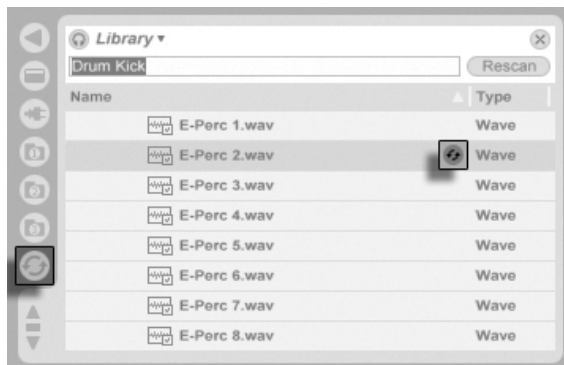 Library
Drum Kick
Rescan
Name Type
E-Perc 1.wav Wave
E-Perc 2.wav Wave
E-Perc 3.wav Wave
E-Perc 4.wav Wave
E-Perc 5.wav Wave
E-Perc 6.wav Wave
E-Perc 7.wav Wave
E-Perc 8.wav Wave